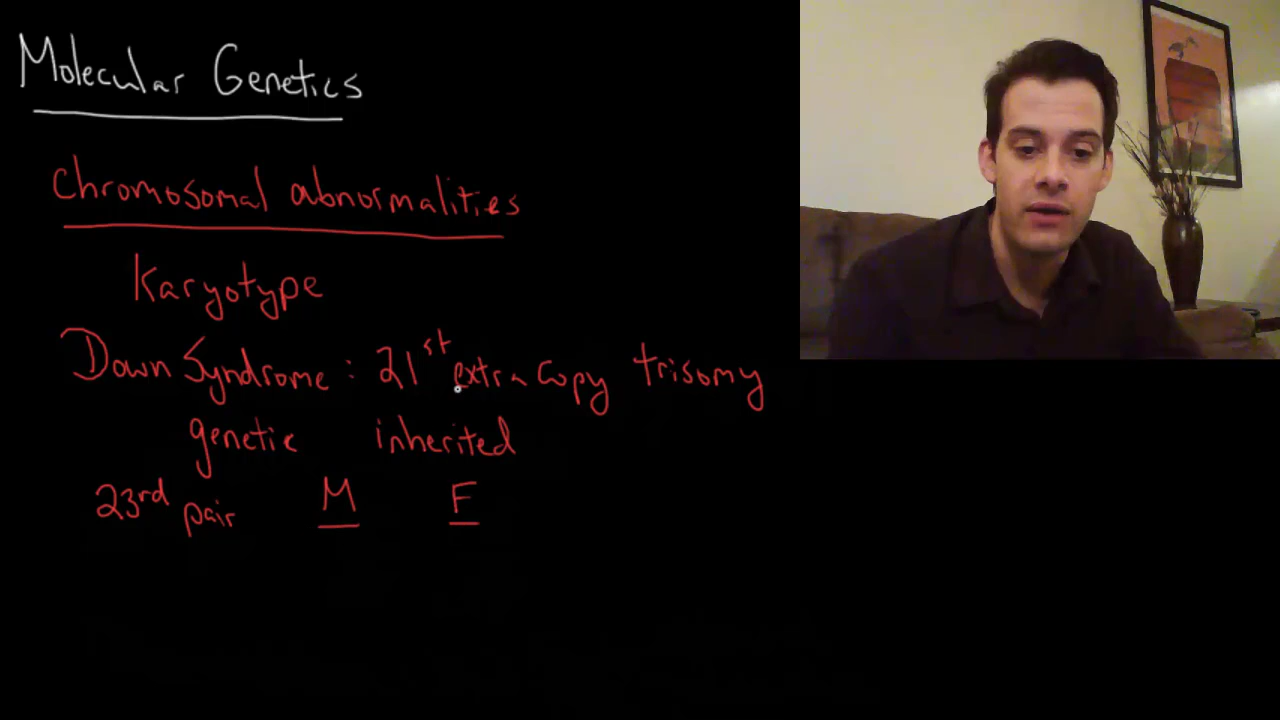 Molecular Genetics
Chromosomal abnormalities
Karyotype
Down Syndrome : 21st extra copy trisomy
genetic inherited
23rd pair M F